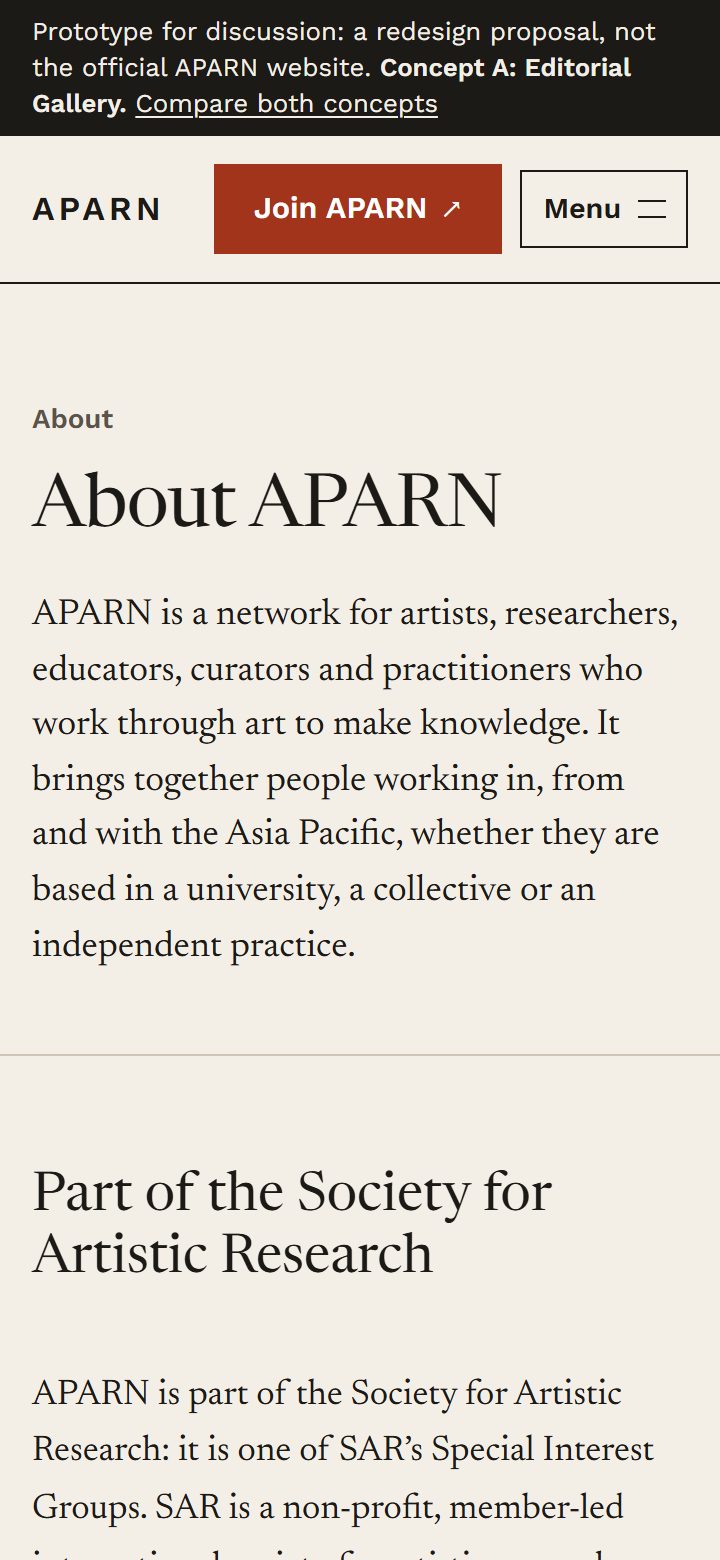 Prototype for discussion: a redesign proposal, not
the official APARN website. Concept A: Editorial
Gallery. Compare both concepts
APARN
Join APARN ↗
Menu
About
About APARN
APARN is a network for artists, researchers,
educators, curators and practitioners who
work through art to make knowledge. It
brings together people working in, from
and with the Asia Pacific, whether they are
based in a university, a collective or an
independent practice.
Part of the Society for
Artistic Research
APARN is part of the Society for Artistic
Research: it is one of SAR’s Special Interest
Groups. SAR is a non-profit, member-led